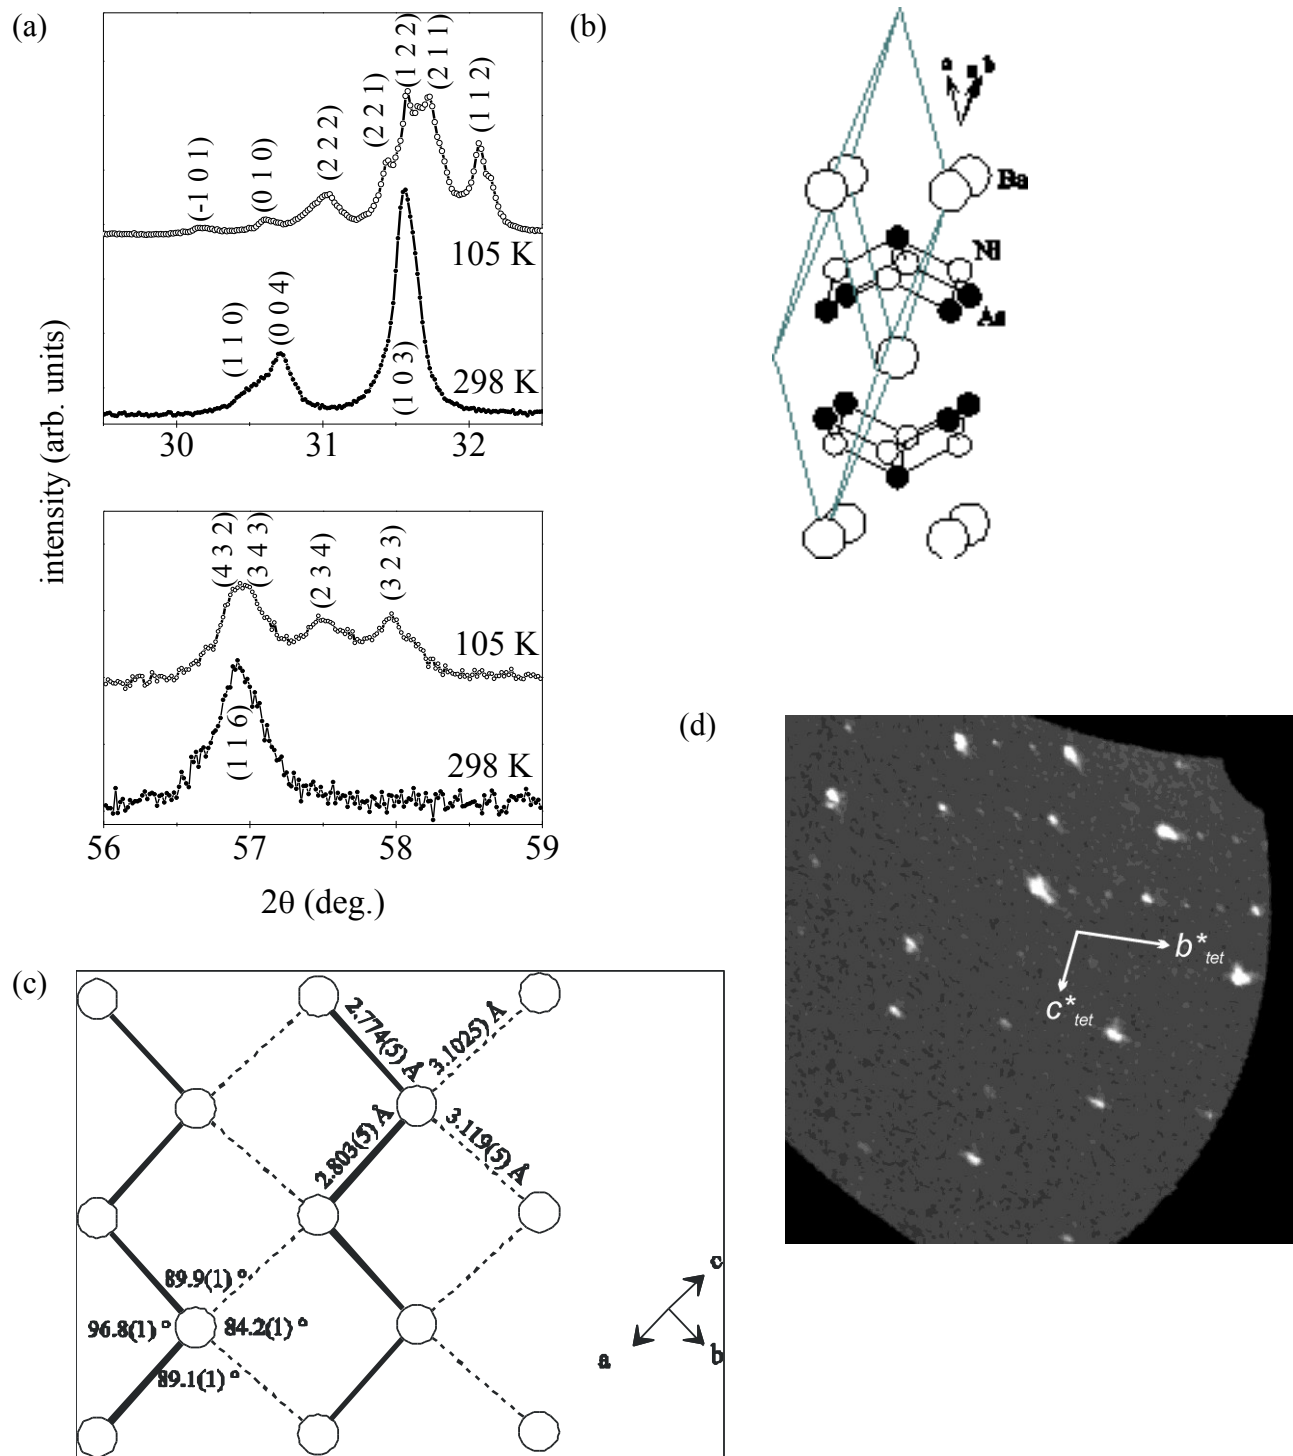 (a)
(-1 0 1)
(0 1 0)
(2 2 2)
(2 2 1)
(1 2 2)
(2 1 1)
(1 1 2)
105 K
(1 1 0)
(0 0 4)
(1 0 3)
298 K
30 31 32
(4 3 2)
(3 4 3)
(2 3 4)
(3 2 3)
105 K
(1 1 6)
298 K
56 57 58 59
2θ (deg.)
intensity (arb. units)
(b)
b
Ba
Ni
As
(c)
2.774(5) Å
3.1025) Å
2.803(5) Å
3.119(5) Å
89.9(1) °
96.8(1) °
84.2(1) °
89.1(1) °
c
a
b
(d)
b*tet
c*tet